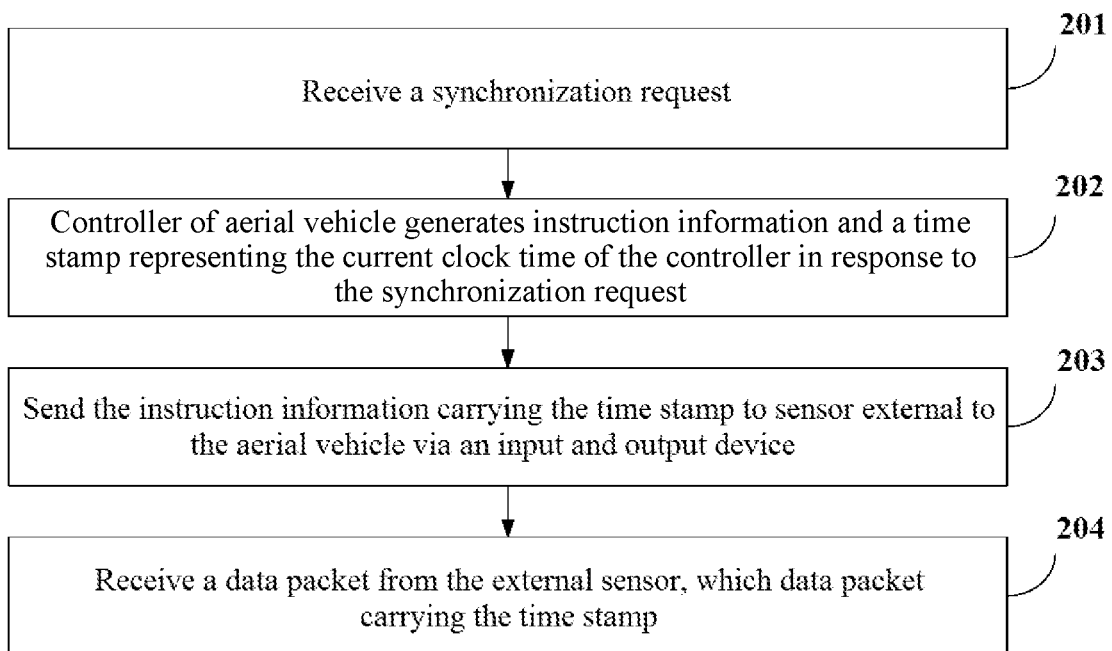 201
Receive a synchronization request
202
Controller of aerial vehicle generates instruction information and a time
stamp representing the current clock time of the controller in response to
the synchronization request
203
Send the instruction information carrying the time stamp to sensor external to
the aerial vehicle via an input and output device
204
Receive a data packet from the external sensor, which data packet
carrying the time stamp